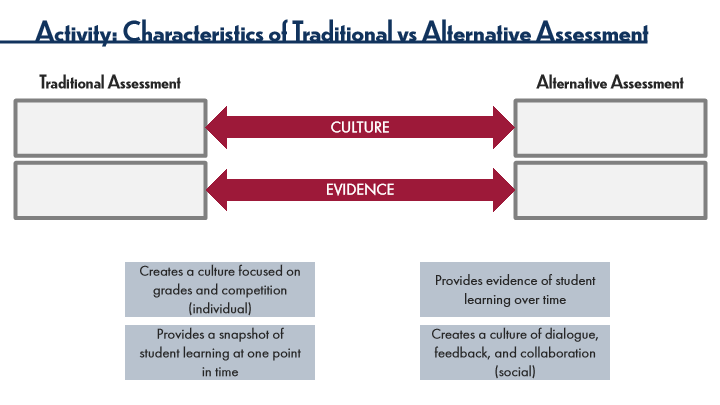 Activity: Characteristics of Traditional vs Alternative Assessment
Traditional Assessment
Alternative Assessment
CULTURE
EVIDENCE
Creates a culture focused on
grades and competition
(individual)
Provides evidence of student
learning over time
Provides a snapshot of
student learning at one point
in time
Creates a culture of dialogue,
feedback, and collaboration
(social)